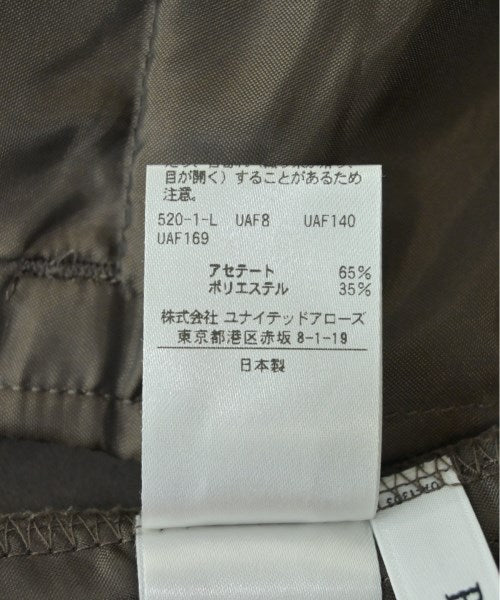 目が開く)することがあるため
注意。
520-1-L UAF8 UAF140
UAF169
アセテート 65%
ポリエステル 35%
株式会社 ユナイテッドアローズ
東京都港区赤坂 8-1-19
日本製